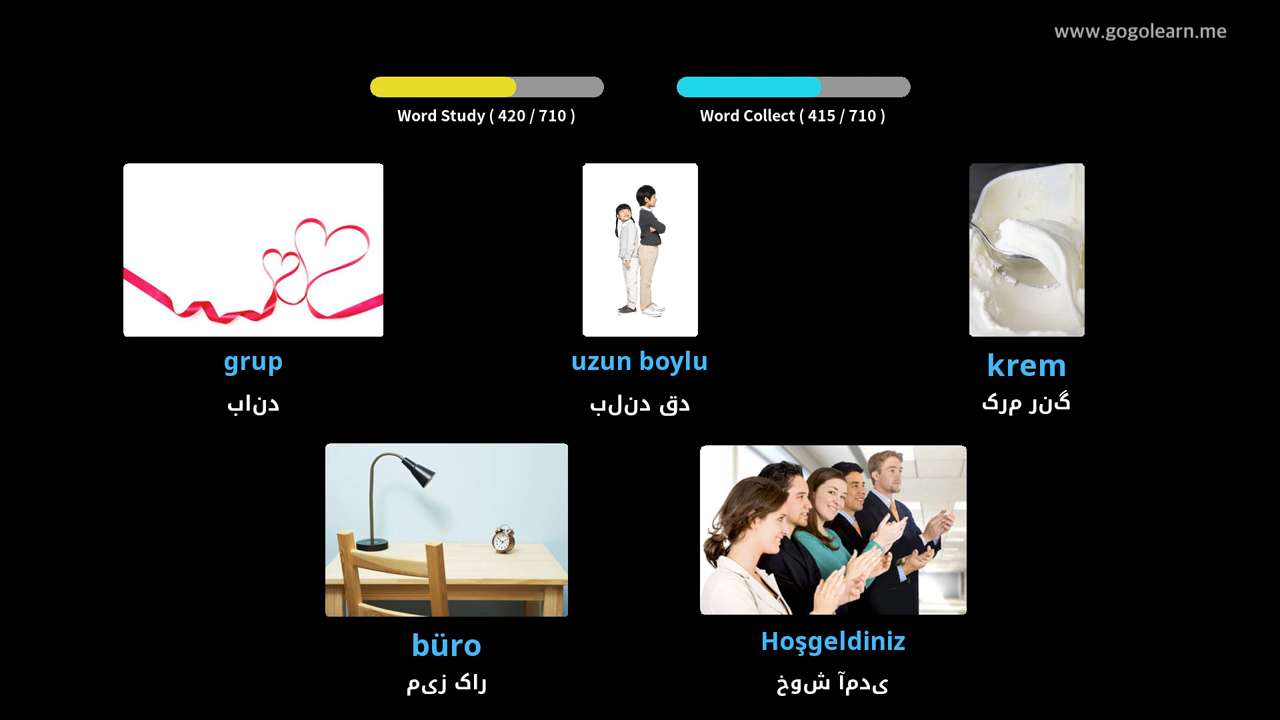 www.gogolearn.me
Word Study ( 420 / 710 )
Word Collect ( 415 / 710 )
grup
uzun boylu
krem
دناب
دق دنلب
گنر مرک
büro
Hoşgeldiniz
راک زیم
یدمآ شوخ